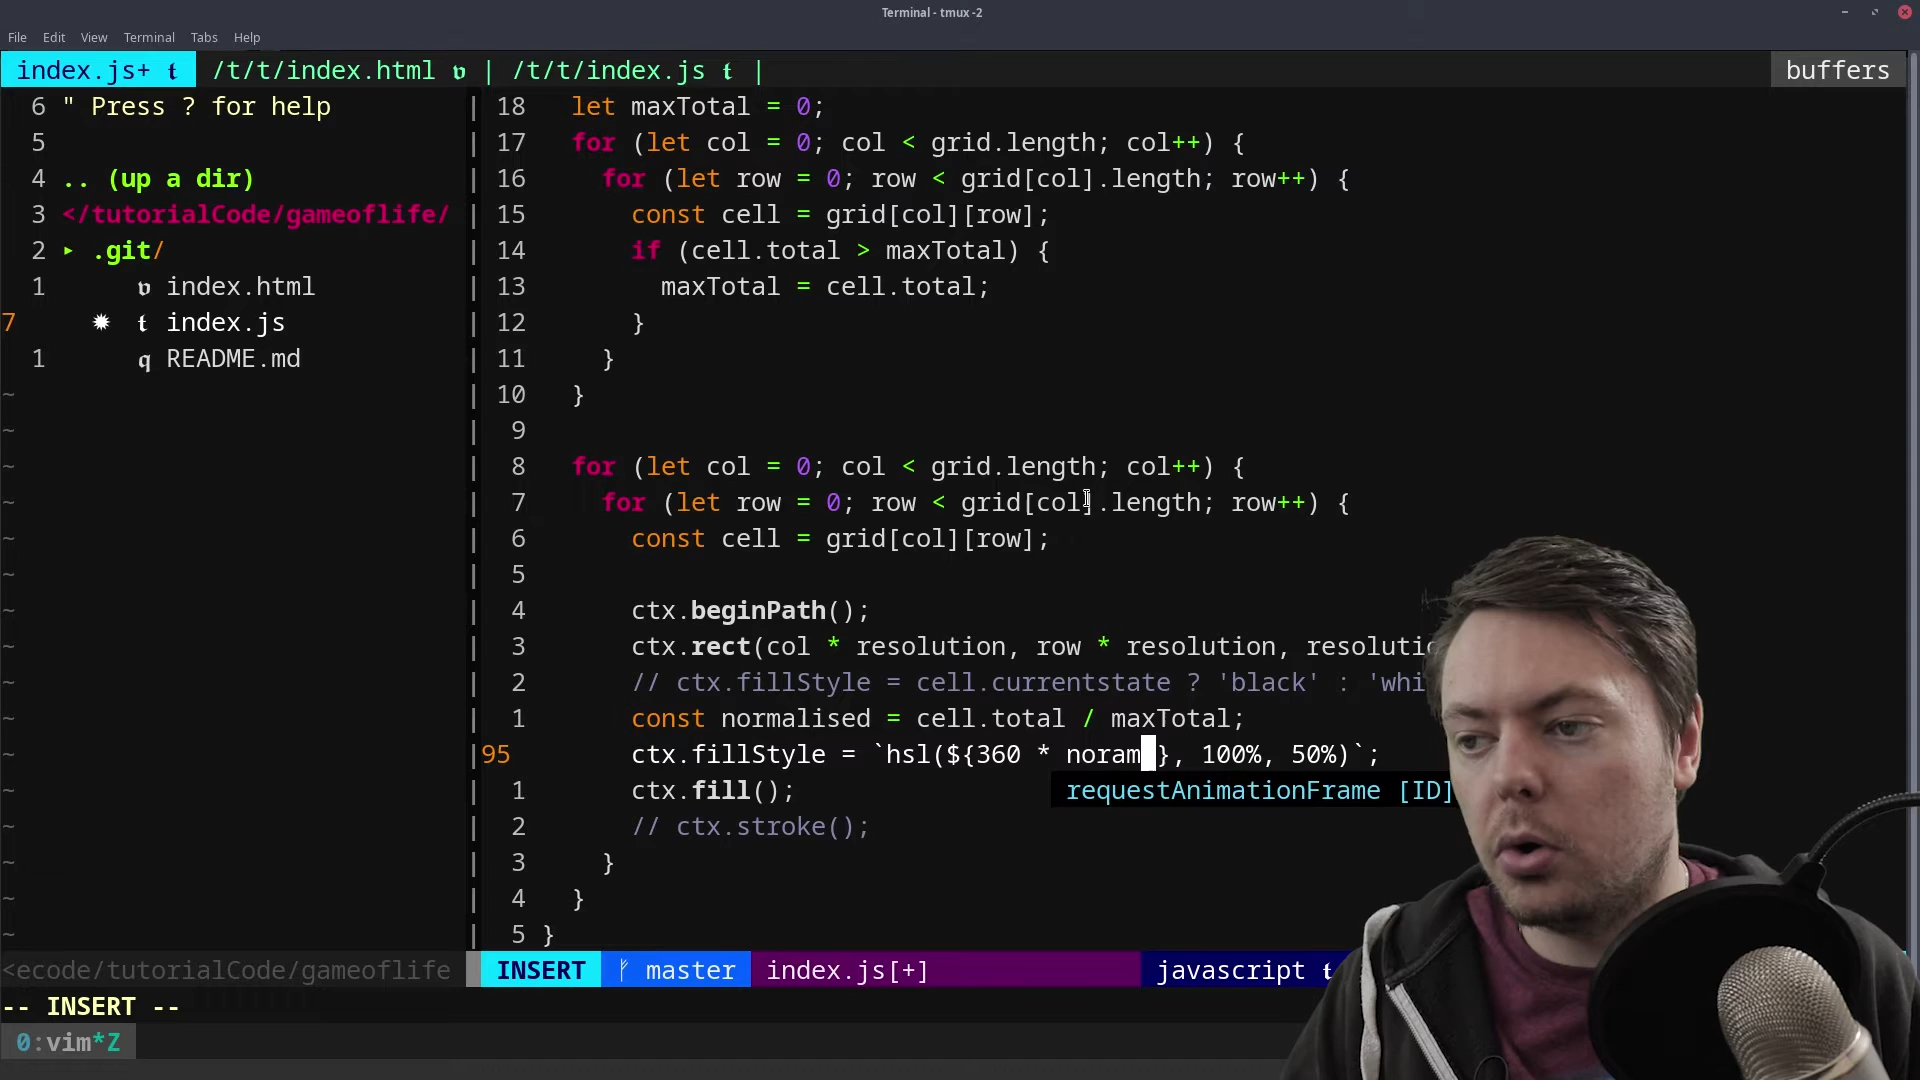 Terminal - tmux -2
File Edit View Terminal Tabs Help
index.js+ t /t/t/index.html v | /t/t/index.js t | buffers
6 " Press ? for help
5
4 .. (up a dir)
3 </tutorialCode/gameoflife/
2 ▸ .git/
1 v index.html
7 ✹ t index.js
1 q README.md
18 let maxTotal = 0;
17 for (let col = 0; col < grid.length; col++) {
16 for (let row = 0; row < grid[col].length; row++) {
15 const cell = grid[col][row];
14 if (cell.total > maxTotal) {
13 maxTotal = cell.total;
12 }
11 }
10 }
9
8 for (let col = 0; col < grid.length; col++) {
7 for (let row = 0; row < grid[col].length; row++) {
6 const cell = grid[col][row];
5
4 ctx.beginPath();
3 ctx.rect(col * resolution, row * resolution, resolutio
2 // ctx.fillStyle = cell.currentstate ? 'black' : 'whi
1 const normalised = cell.total / maxTotal;
95 ctx.fillStyle = `hsl(${360 * noram}, 100%, 50%)`;
1 ctx.fill(); requestAnimationFrame [ID]
2 // ctx.stroke();
3 }
4 }
5 }
<ecode/tutorialCode/gameoflife INSERT master index.js[+] javascript t
-- INSERT --
0:vim*Z